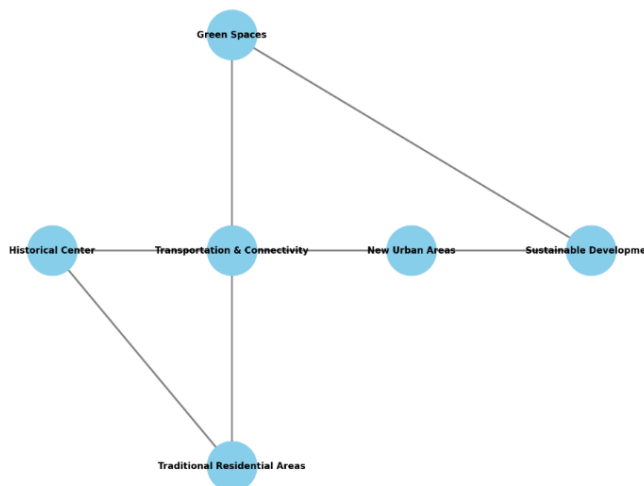 Green Spaces
Historical Center
Transportation & Connectivity
New Urban Areas
Sustainable Developme
Traditional Residential Areas